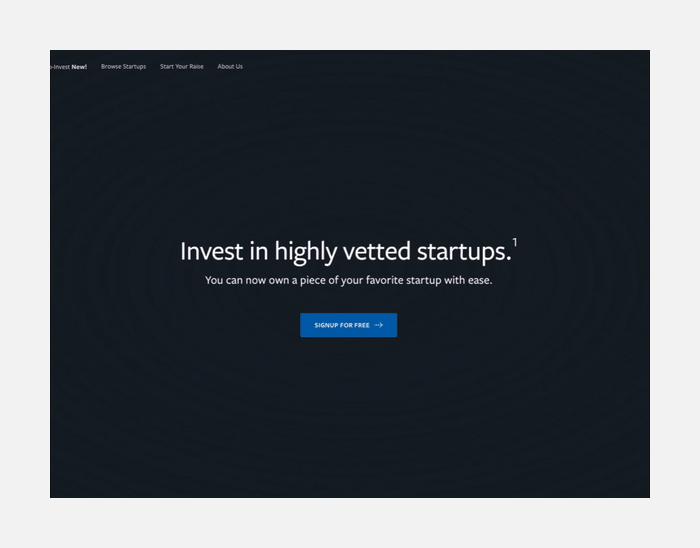 -Invest New!
Browse Startups
Start Your Raise
About Us
Invest in highly vetted startups.1
You can now own a piece of your favorite startup with ease.
SIGNUP FOR FREE